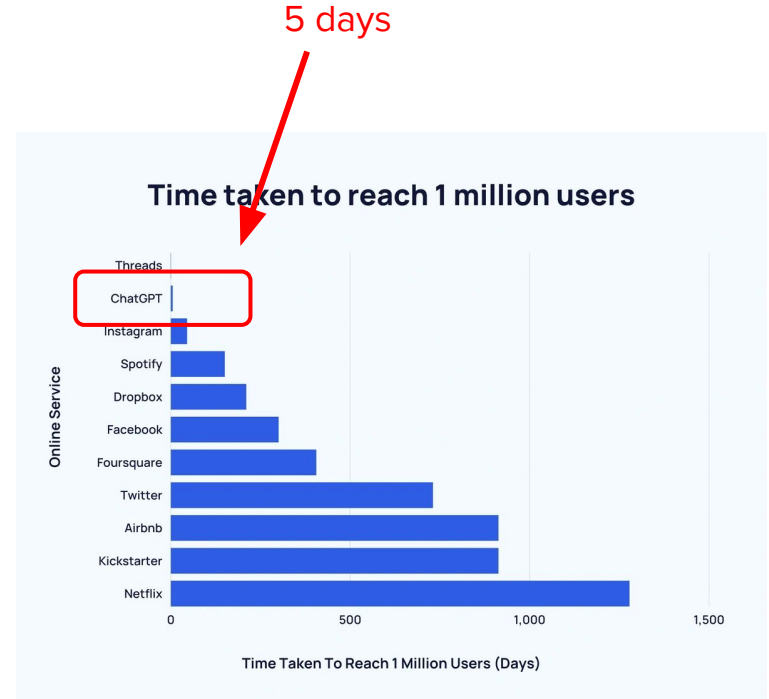 5 days
Time taken to reach 1 million users
Threads
ChatGPT
Instagram
Spotify
Dropbox
Facebook
Foursquare
Twitter
Airbnb
Kickstarter
Netflix
Online Service
0 500 1,000 1,500
Time Taken To Reach 1 Million Users (Days)